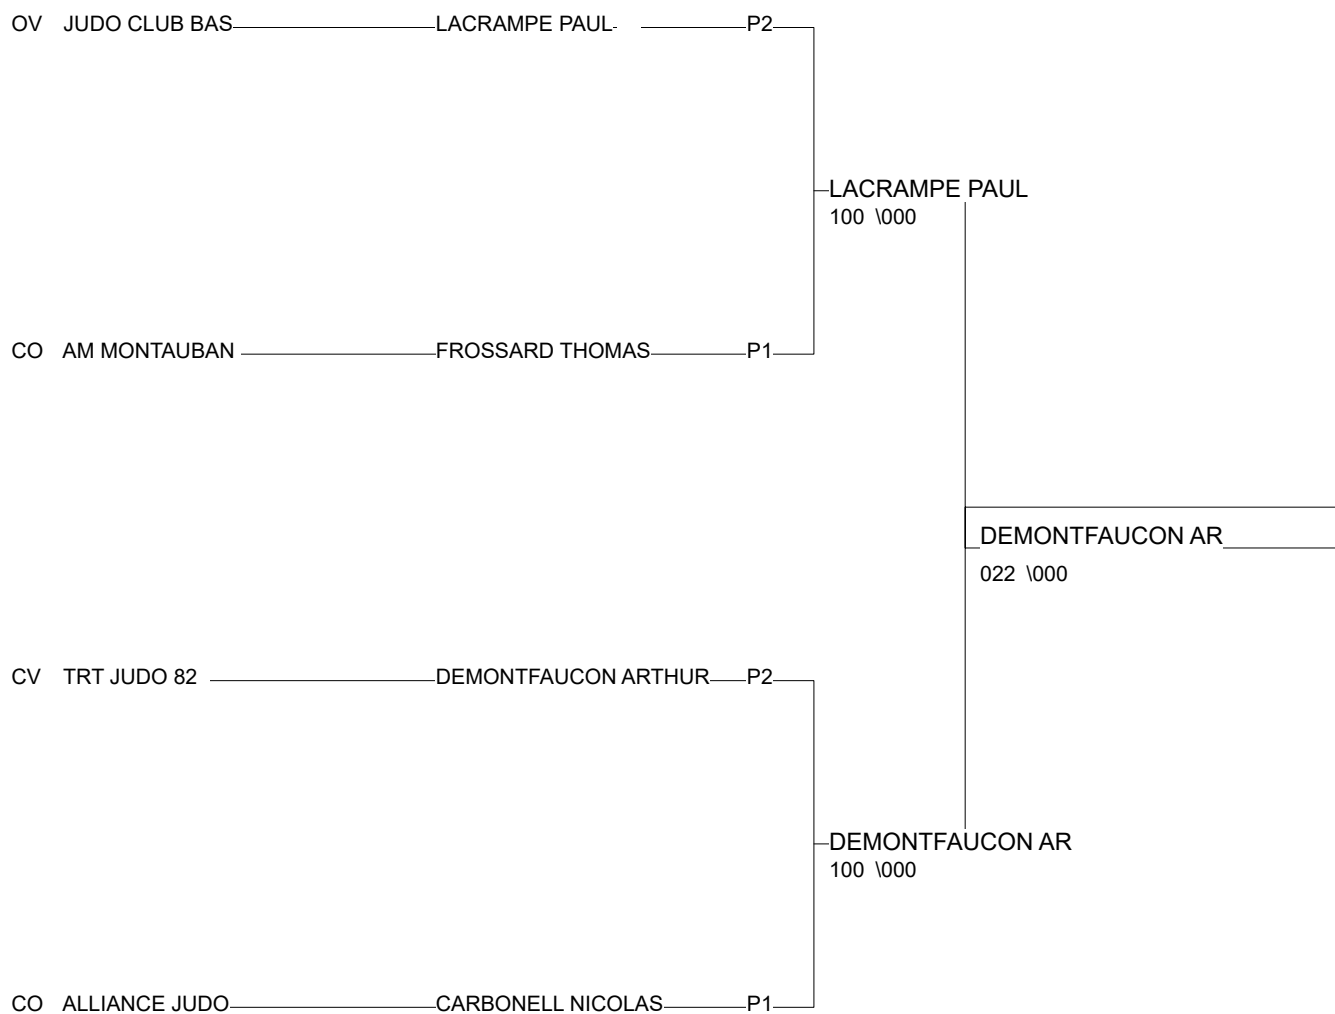 OV JUDO CLUB BAS LACRAMPE PAUL P2
LACRAMPE PAUL
100 \000
CO AM MONTAUBAN FROSSARD THOMAS P1
DEMONTFAUCON AR
022 \000
CV TRT JUDO 82 DEMONTFAUCON ARTHUR P2
DEMONTFAUCON AR
100 \000
CO ALLIANCE JUDO CARBONELL NICOLAS P1